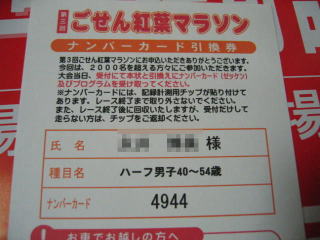 第三回
ごせん紅葉マラソン
ナンバーカード引換券
第3回ごせん紅葉マラソンにお申込いただきありがとうございます。
今回は、2000名を超える方々にご参加いただきます。
大会当日、受付にて本状と引換えにナンバーカード(ゼッケン)
及びプログラムを受け取ってください。
※ナンバーカードには、記録計測用チップが貼り付けて
あります。レース終了まで取り外さないでください。
また、レース終了後に回収いたしますが、受付だけして
走らない方は、チップをご返却ください。
氏 名 様
種目名 ハーフ男子40〜54歳
ナンバーカード 4944
お車でお越しの方へ
場